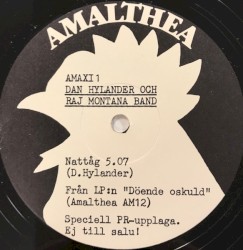 AMALTHEA
AMAXI 1
DAN HYLANDER OCH
RAJ MONTANA BAND
Nattåg 5.07
(D.Hylander)
Från LP:n "Döende oskuld"
(Amalthea AM12)
Speciell PR-upplaga.
Ej till salu!